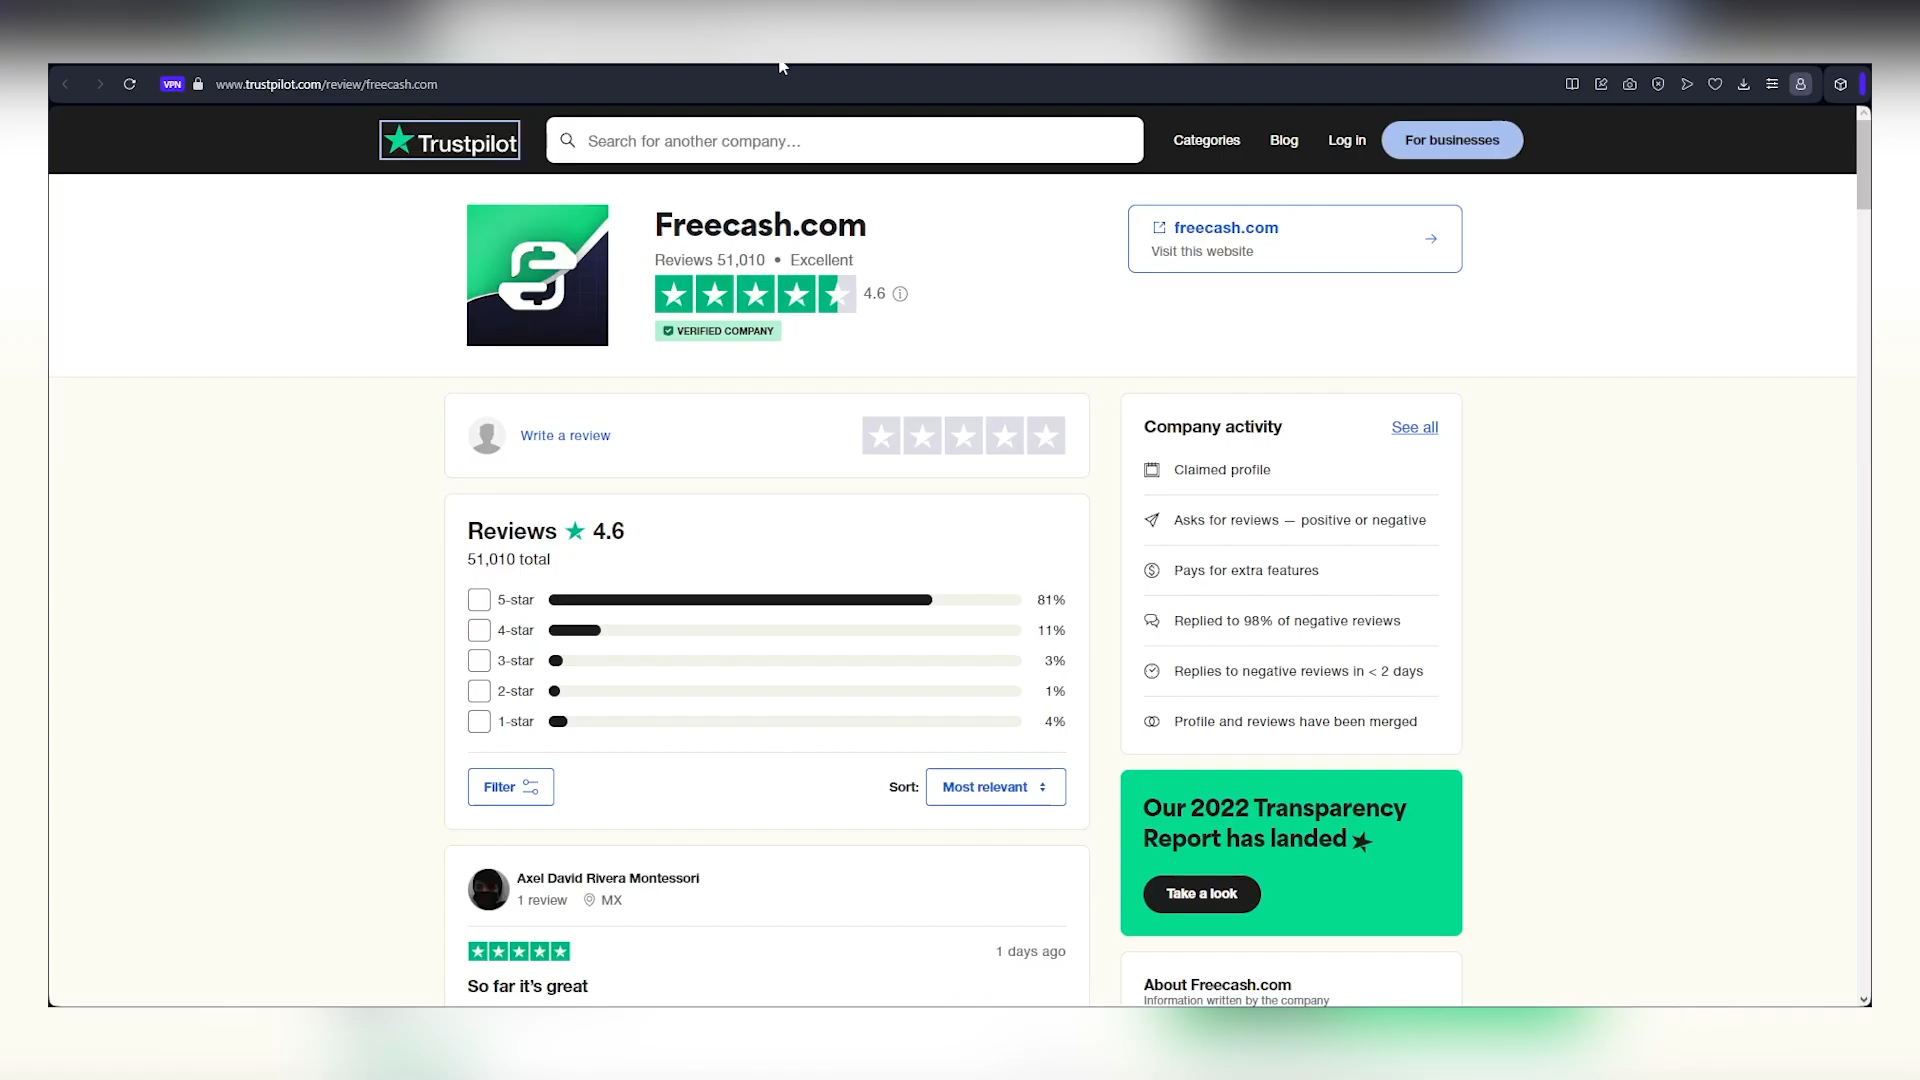 VPN
www.trustpilot.com/review/freecash.com
Trustpilot
Search for another company…
Categories
Blog
Log in
For businesses
Freecash.com
Reviews 51,010 • Excellent
4.6
VERIFIED COMPANY
freecash.com
Visit this website
Write a review
Reviews ★ 4.6
51,010 total
5-star 81%
4-star 11%
3-star 3%
2-star 1%
1-star 4%
Filter
Sort: Most relevant
Axel David Rivera Montessori
1 review MX
1 days ago
So far it's great
Company activity
See all
Claimed profile
Asks for reviews — positive or negative
Pays for extra features
Replied to 98% of negative reviews
Replies to negative reviews in < 2 days
Profile and reviews have been merged
Our 2022 Transparency
Report has landed
Take a look
About Freecash.com
Information written by the company